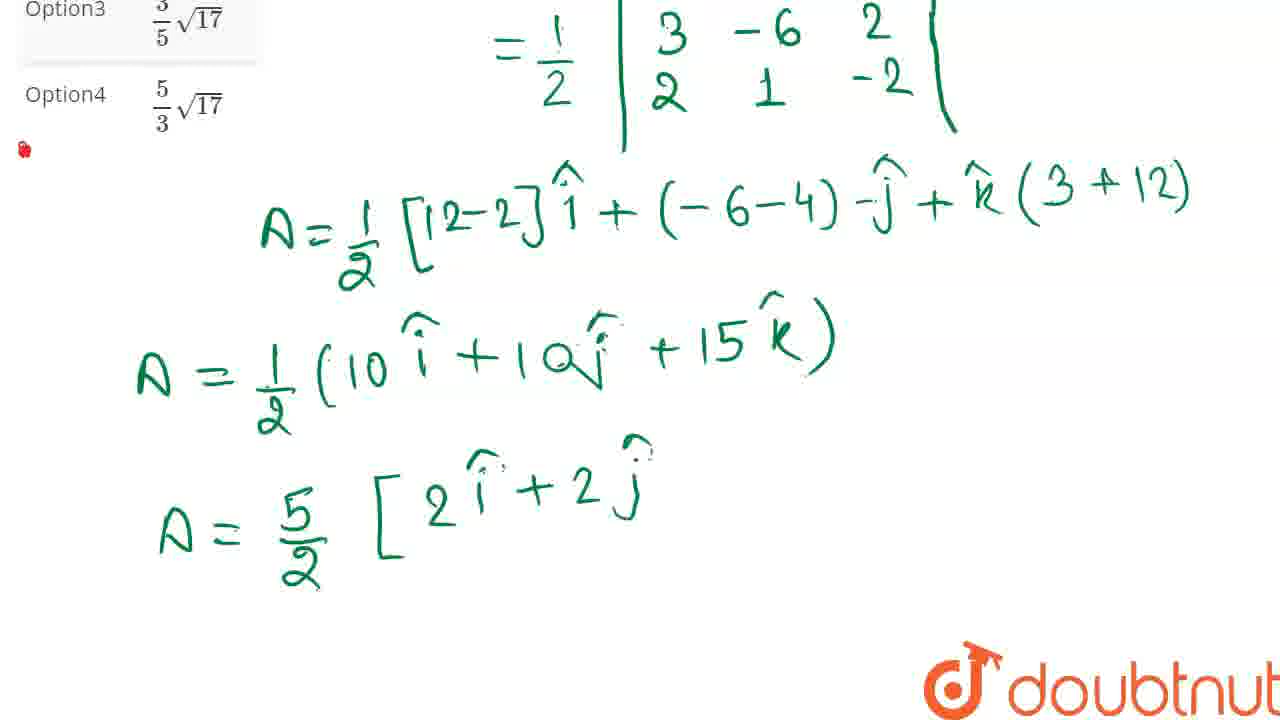 Option3 3/5 √17
= 1/2 | 3 -6 2
2 1 -2 |
Option4 5/3 √17
A = 1/2 [12-2] î + (-6-4) -ĵ + k̂ (3+12)
A = 1/2 (10 î + 10 ĵ + 15 k̂)
A = 5/2 [ 2 î + 2 ĵ
doubtnut